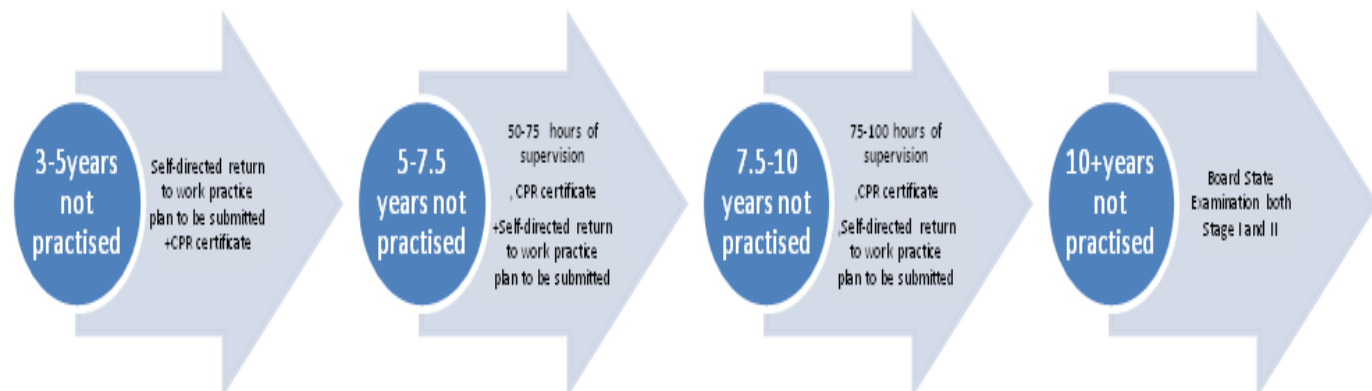 3-5years
not
practised
Self-directed return
to work practice
plan to be submitted
+CPR certificate
5-7.5
years not
practised
50-75 hours of
supervision
,CPR certificate
+Self-directed return
to work practice
plan to be submitted
7.5-10
years not
practised
75-100 hours of
supervision
,CPR certificate
,Self-directed return
to work practice
plan to be submitted
10+years
not
practised
Board State
Examination both
Stage I and II